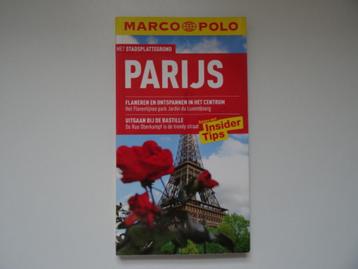 MARCO POLO
MET STADSPLATTEGROND
PARIJS
FLANEREN EN ONTSPANNEN IN HET CENTRUM
Het Florentijnse park Jardin du Luxembourg
UITGAAN BIJ DE BASTILLE
De Rue Oberkampf is de trendy straat
Insider
Tips